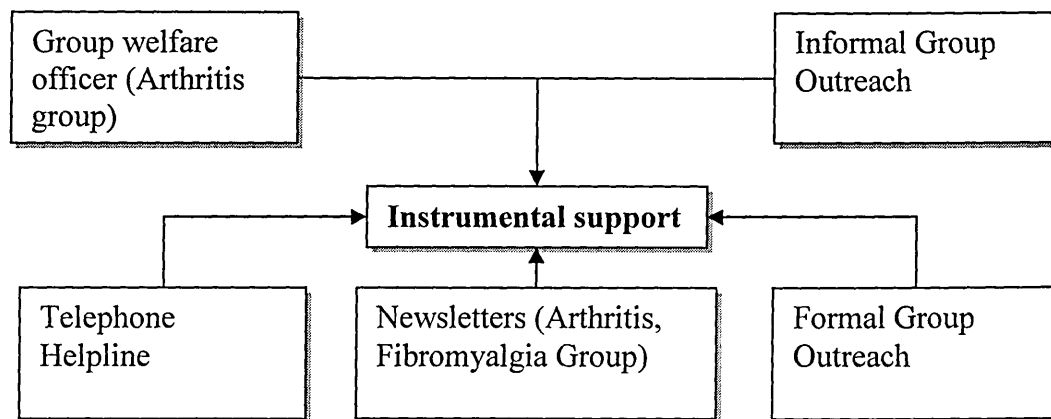 Group welfare
officer (Arthritis
group)
Informal Group
Outreach
Instrumental support
Telephone
Helpline
Newsletters (Arthritis,
Fibromyalgia Group)
Formal Group
Outreach